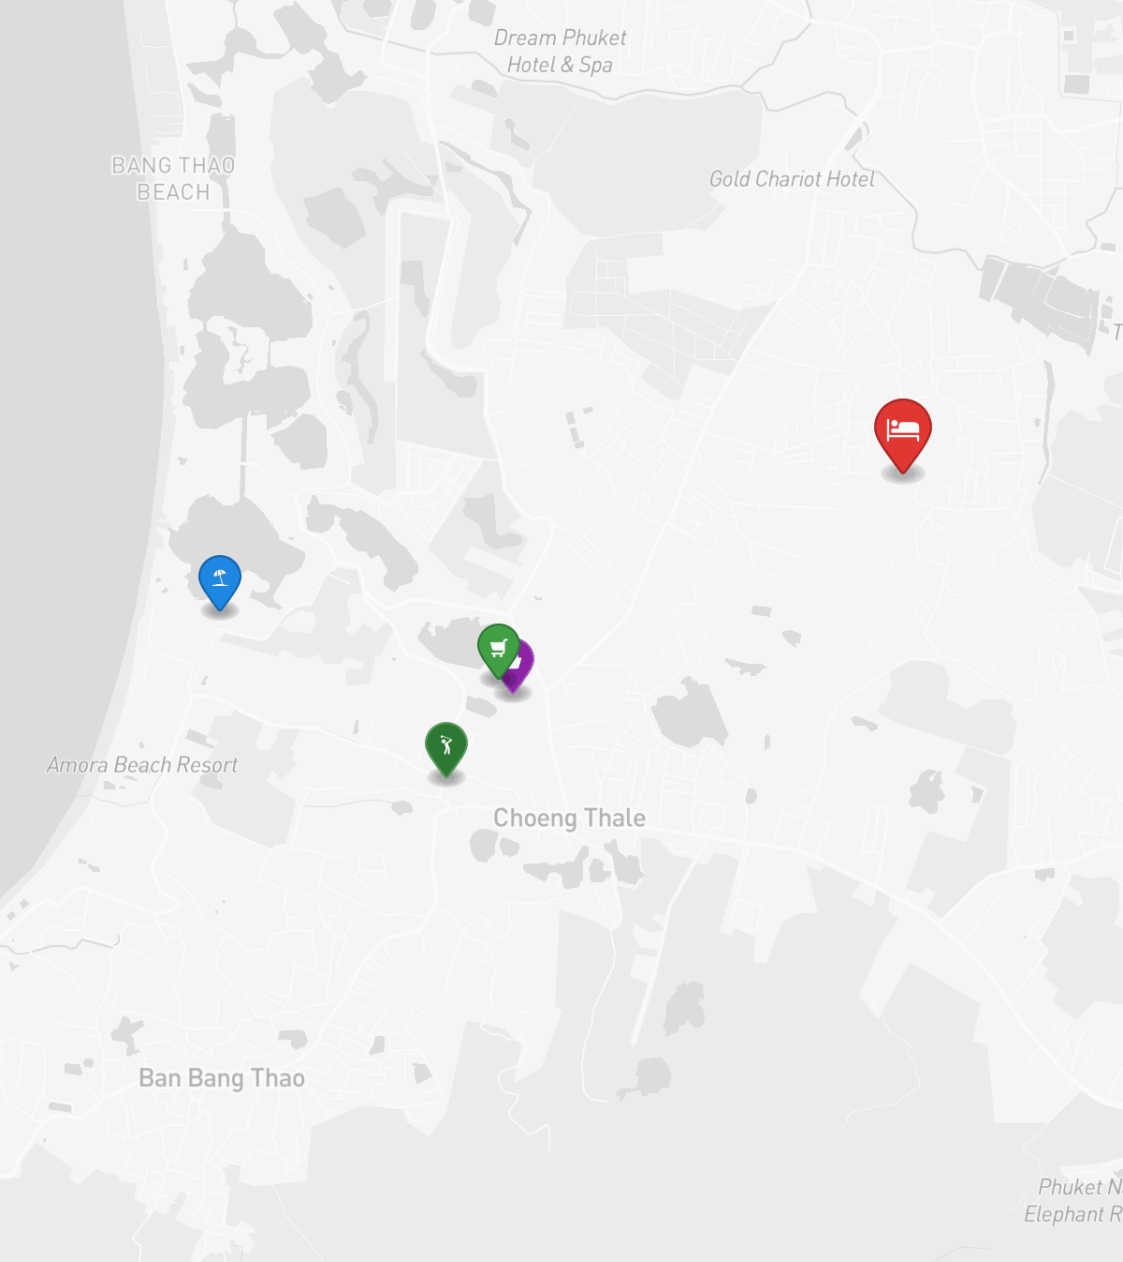 Dream Phuket
Hotel & Spa
BANG THAO
BEACH
Gold Chariot Hotel
T
Amora Beach Resort
Choeng Thale
Ban Bang Thao
Phuket N
Elephant R